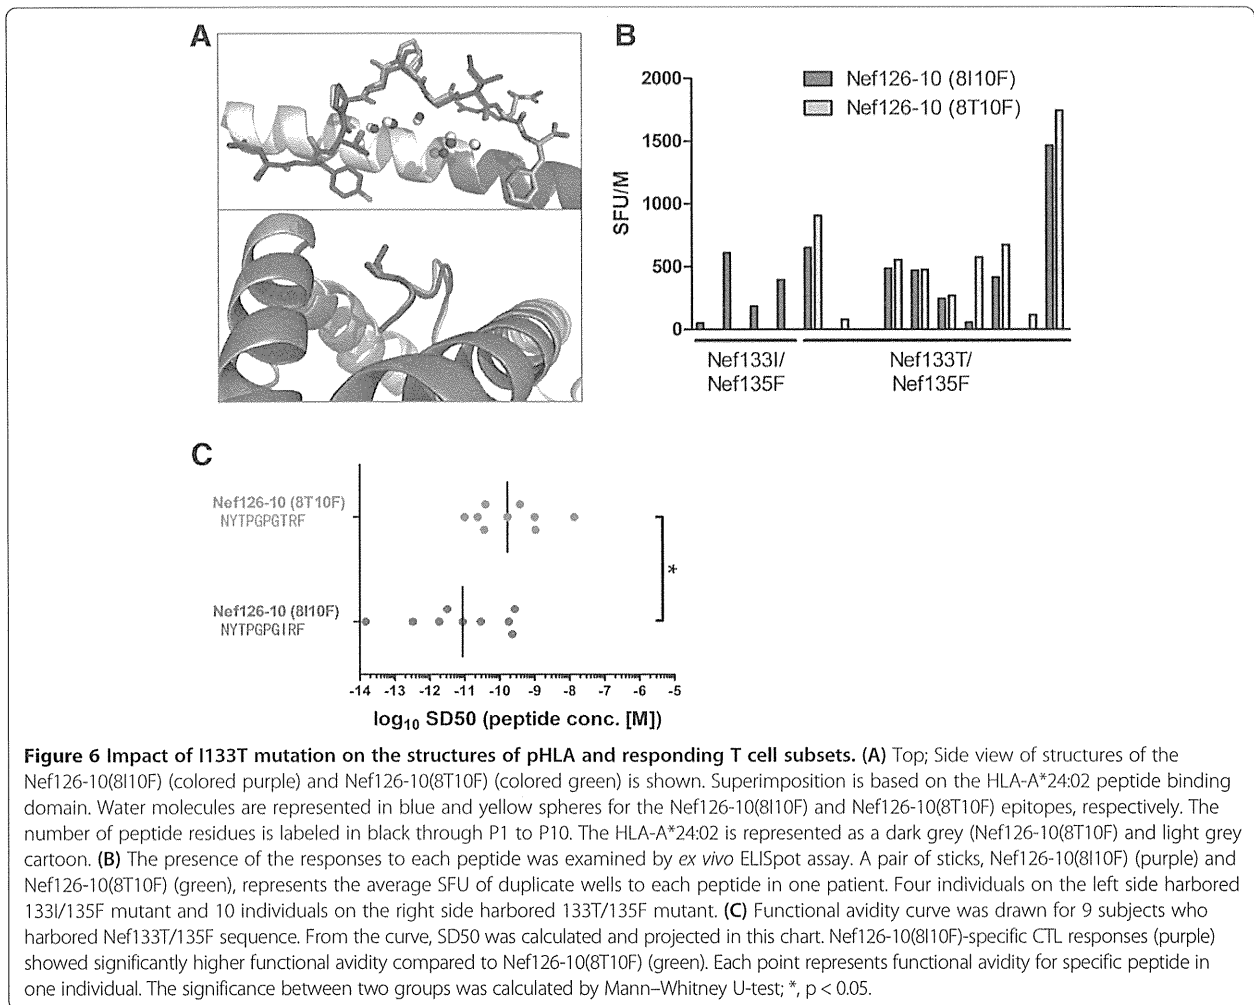 A
B
2000
1500
1000
500
0
SFU/M
Nef126-10 (8I10F)
Nef126-10 (8T10F)
Nef133I/
Nef135F
Nef133T/
Nef135F
C
Nef126-10 (8T10F)
NYTPGPGTRF
Nef126-10 (8I10F)
NYTPGPGIRF
*
-14 -13 -12 -11 -10 -9 -8 -7 -6 -5
log10 SD50 (peptide conc. [M])
Figure 6 Impact of I133T mutation on the structures of pHLA and responding T cell subsets. (A) Top; Side view of structures of the
Nef126-10(8I10F) (colored purple) and Nef126-10(8T10F) (colored green) is shown. Superimposition is based on the HLA-A*24:02 peptide binding
domain. Water molecules are represented in blue and yellow spheres for the Nef126-10(8I10F) and Nef126-10(8T10F) epitopes, respectively. The
number of peptide residues is labeled in black through P1 to P10. The HLA-A*24:02 is represented as a dark grey (Nef126-10(8T10F) and light grey
cartoon. (B) The presence of the responses to each peptide was examined by ex vivo ELISpot assay. A pair of sticks, Nef126-10(8I10F) (purple) and
Nef126-10(8T10F) (green), represents the average SFU of duplicate wells to each peptide in one patient. Four individuals on the left side harbored
133I/135F mutant and 10 individuals on the right side harbored 133T/135F mutant. (C) Functional avidity curve was drawn for 9 subjects who
harbored Nef133T/135F sequence. From the curve, SD50 was calculated and projected in this chart. Nef126-10(8I10F)-specific CTL responses (purple)
showed significantly higher functional avidity compared to Nef126-10(8T10F) (green). Each point represents functional avidity for specific peptide in
one individual. The significance between two groups was calculated by Mann–Whitney U-test; *, p < 0.05.